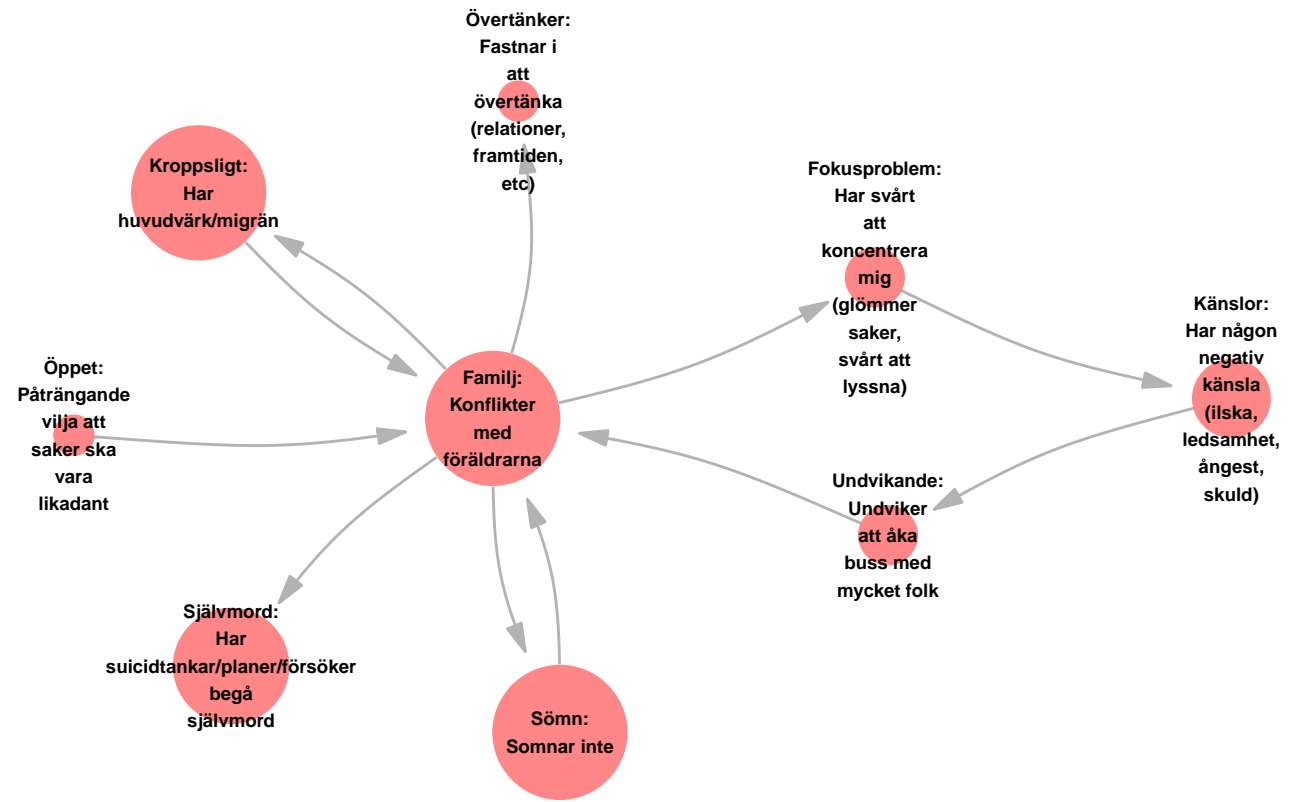 Övertänker:
Fastnar i
att
övertänka
(relationer,
framtiden,
etc)
Kroppsligt:
Har
huvudvärk/migrän
Fokusproblem:
Har svårt
att
koncentrera
mig
(glömmer
saker,
svårt att
lyssna)
Känslor:
Har någon
negativ
känsla
(ilska,
ledsamhet,
ångest,
skuld)
Öppet:
Påträngande
vilja att
saker ska
vara
likadant
Familj:
Konflikter
med
föräldrarna
Undvikande:
Undviker
att åka
buss med
mycket folk
Självmord:
Har
suicidtankar/planer/försöker
begå
självmord
Sömn:
Somnar inte